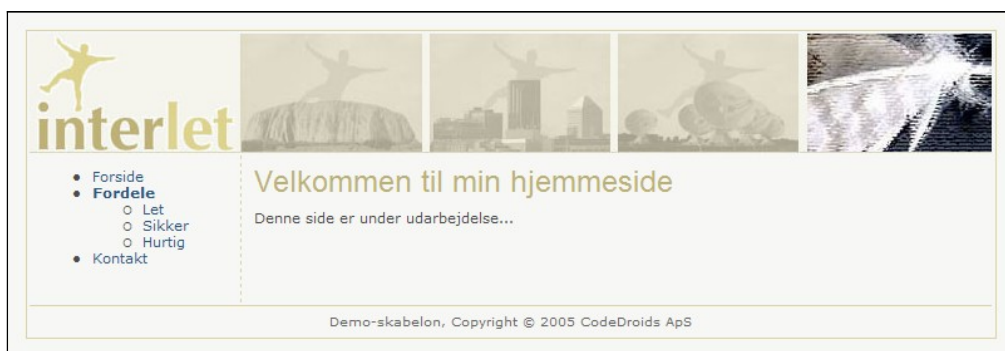 interlet
Forside
Fordele
Let
Sikker
Hurtig
Kontakt
Velkommen til min hjemmeside
Denne side er under udarbejdelse...
Demo-skabelon, Copyright © 2005 CodeDroids ApS